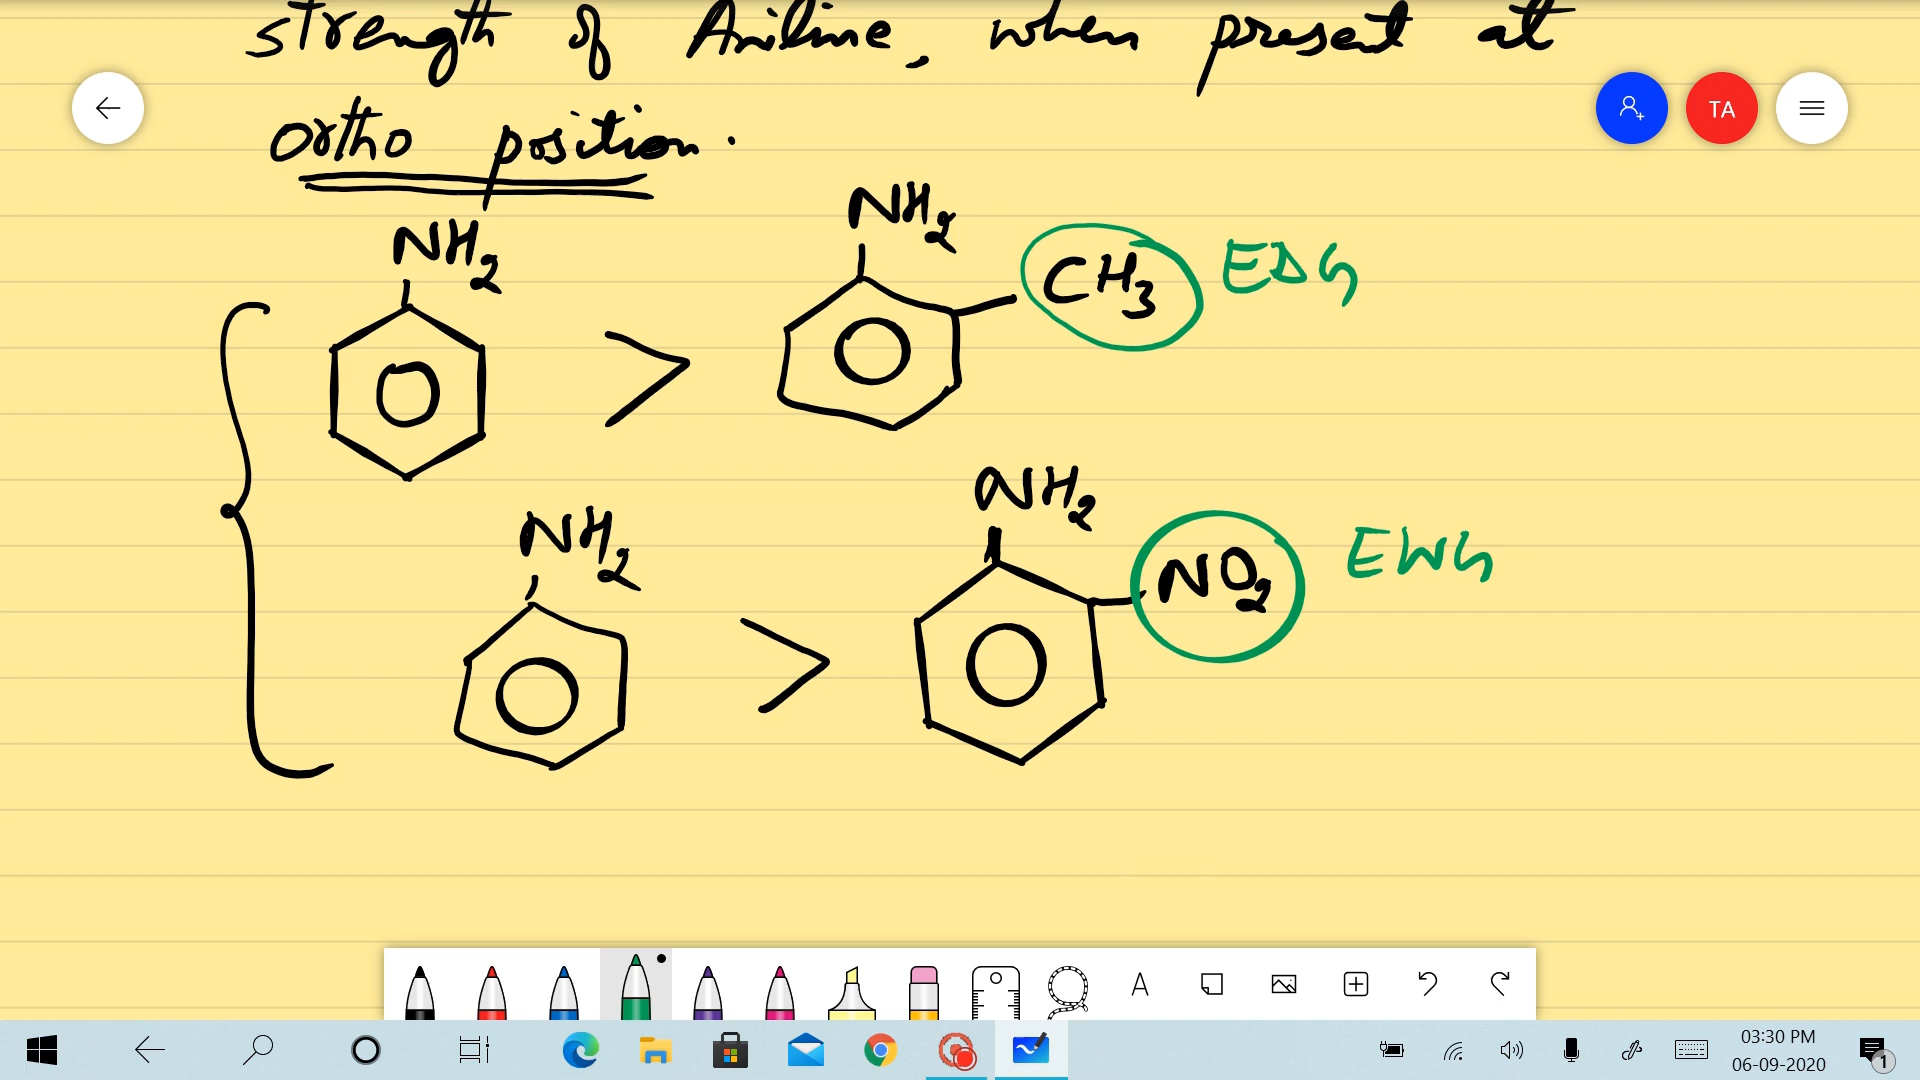 strength of Aniline, when present at
ortho position.
TA
NH2
NH2
CH3 EDG
NH2
NH2
NO2 EWG
A
03:30 PM
06-09-2020
1